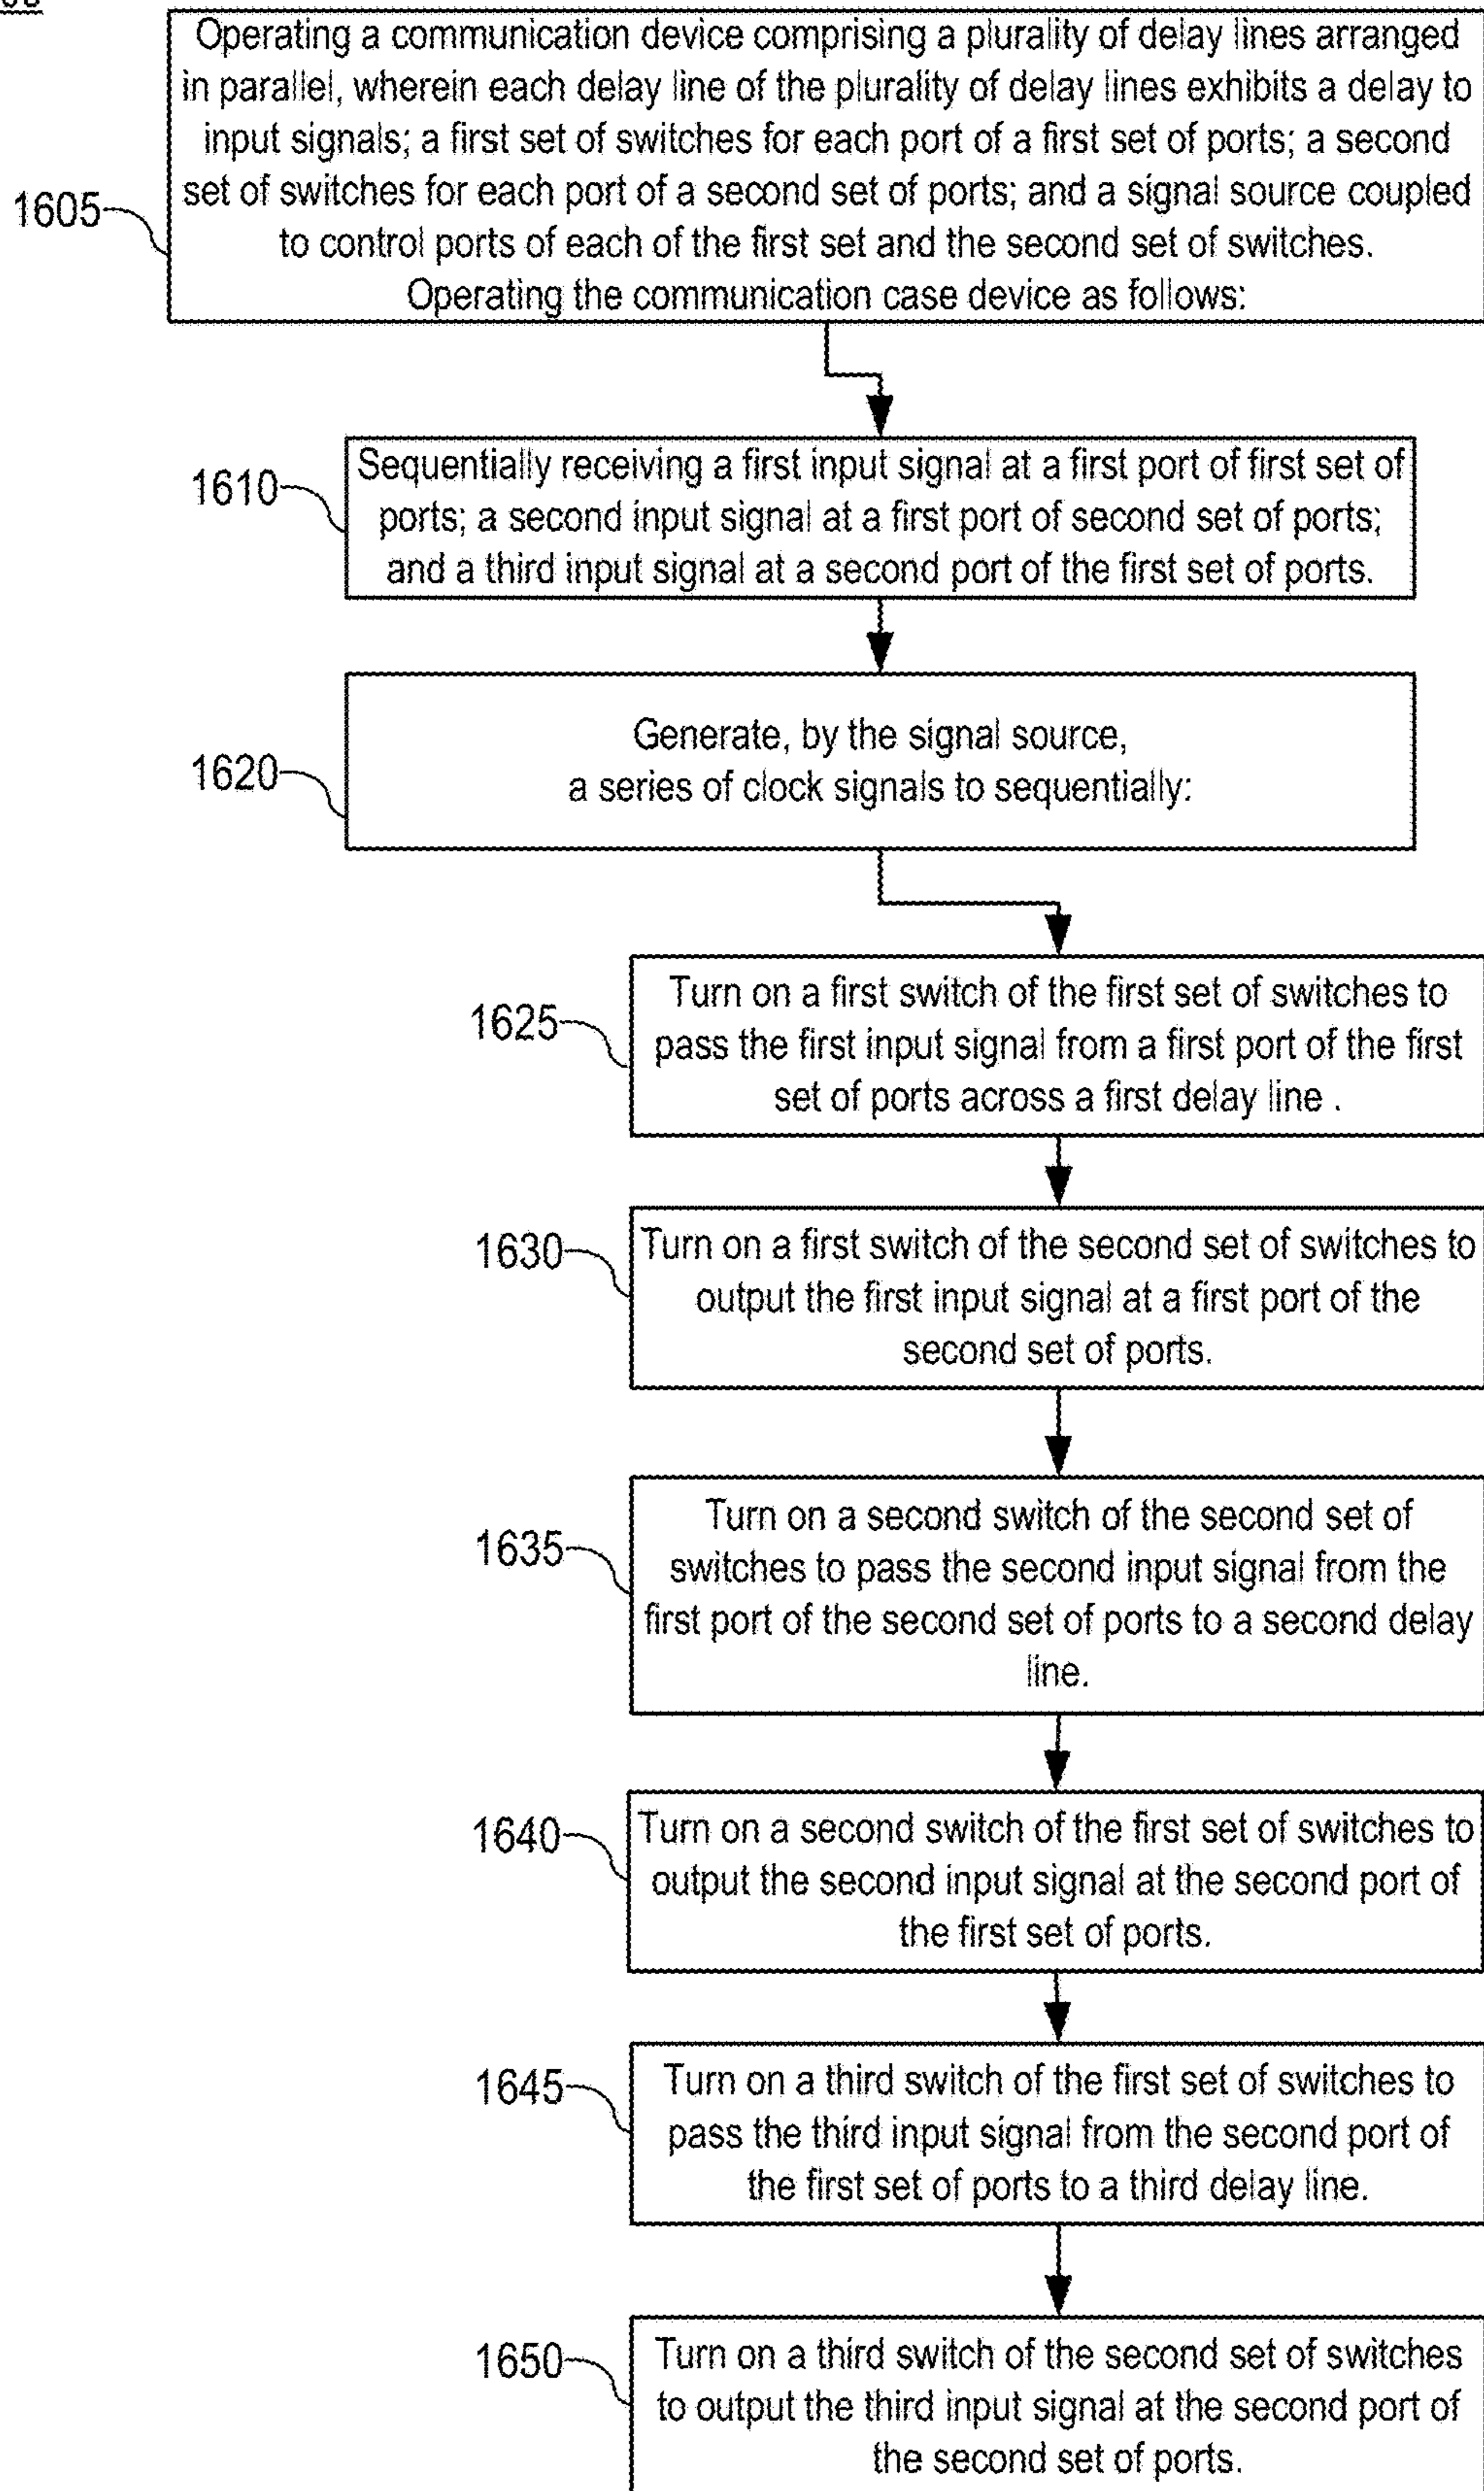 Operating a communication device comprising a plurality of delay lines arranged
in parallel, wherein each delay line of the plurality of delay lines exhibits a delay to
input signals; a first set of switches for each port of a first set of ports; a second
set of switches for each port of a second set of ports; and a signal source coupled
to control ports of each of the first set and the second set of switches.
Operating the communication case device as follows:
1605
Sequentially receiving a first input signal at a first port of first set of
ports; a second input signal at a first port of second set of ports;
and a third input signal at a second port of the first set of ports.
1610
Generate, by the signal source,
a series of clock signals to sequentially:
1620
Turn on a first switch of the first set of switches to
pass the first input signal from a first port of the first
set of ports across a first delay line .
1625
Turn on a first switch of the second set of switches to
output the first input signal at a first port of the
second set of ports.
1630
Turn on a second switch of the second set of
switches to pass the second input signal from the
first port of the second set of ports to a second delay
line.
1635
Turn on a second switch of the first set of switches to
output the second input signal at the second port of
the first set of ports.
1640
Turn on a third switch of the first set of switches to
pass the third input signal from the second port of
the first set of ports to a third delay line.
1645
Turn on a third switch of the second set of switches
to output the third input signal at the second port of
the second set of ports.
1650